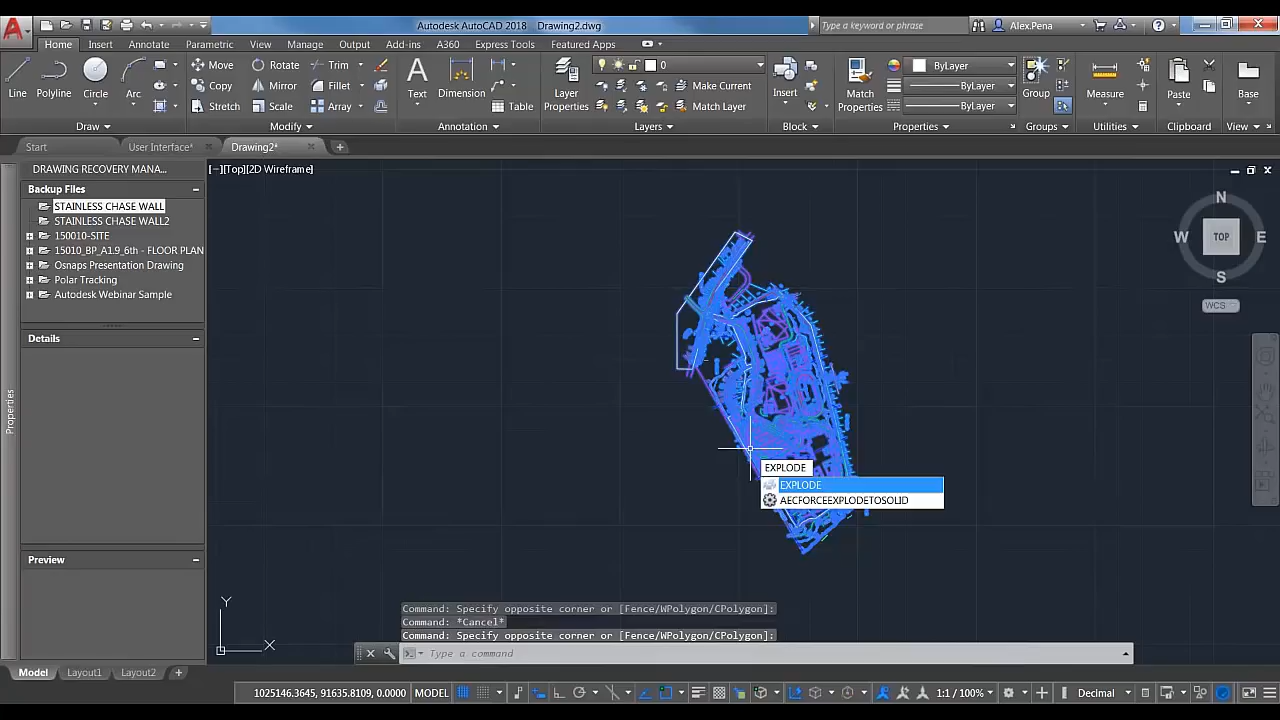 Autodesk AutoCAD 2018 Drawing2.dwg
Type a keyword or phrase
Alex.Pena
Home Insert Annotate Parametric View Manage Output Add-ins A360 Express Tools Featured Apps
Line
Polyline
Circle
Arc
Move
Rotate
Trim
Copy
Mirror
Fillet
Stretch
Scale
Array
Text
Dimension
Table
Layer
Properties
0
Make Current
Match Layer
Insert
Match
Properties
ByLayer
ByLayer
ByLayer
Group
Measure
Paste
Base
Draw
Modify
Annotation
Layers
Block
Properties
Groups
Utilities
Clipboard
View
Start
User Interface*
Drawing2*
DRAWING RECOVERY MANA...
Backup Files
STAINLESS CHASE WALL
STAINLESS CHASE WALL2
150010-SITE
15010_BP_A1.9_6th - FLOOR PLAN
Osnaps Presentation Drawing
Polar Tracking
Autodesk Webinar Sample
Details
Preview
Properties
[−][Top][2D Wireframe]
N
W TOP E
S
WCS
EXPLODE
EXPLODE
AECFORCEEXPLODETOSOLID
Y
X
Command: Specify opposite corner or [Fence/WPolygon/CPolygon]:
Command: *Cancel*
Command: Specify opposite corner or [Fence/WPolygon/CPolygon]:
Type a command
Model Layout1 Layout2
1025146.3645, 91635.8109, 0.0000 MODEL
1:1 / 100%
Decimal